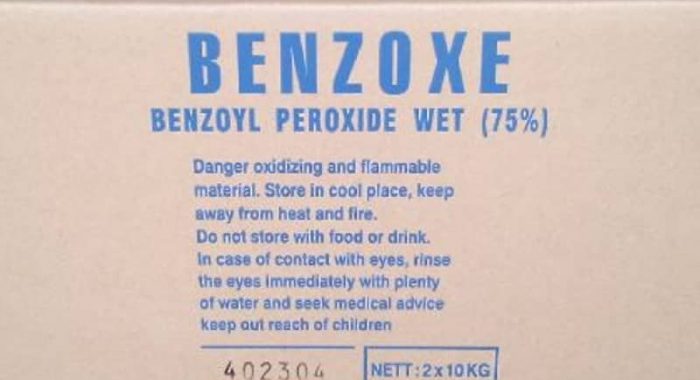 BENZOXE
BENZOYL PEROXIDE WET (75%)
Danger oxidizing and flammable
material. Store in cool place, keep
away from heat and fire.
Do not store with food or drink.
In case of contact with eyes, rinse
the eyes immediately with plenty
of water and seek medical advice
keep out reach of children
402304
NETT:2x10KG